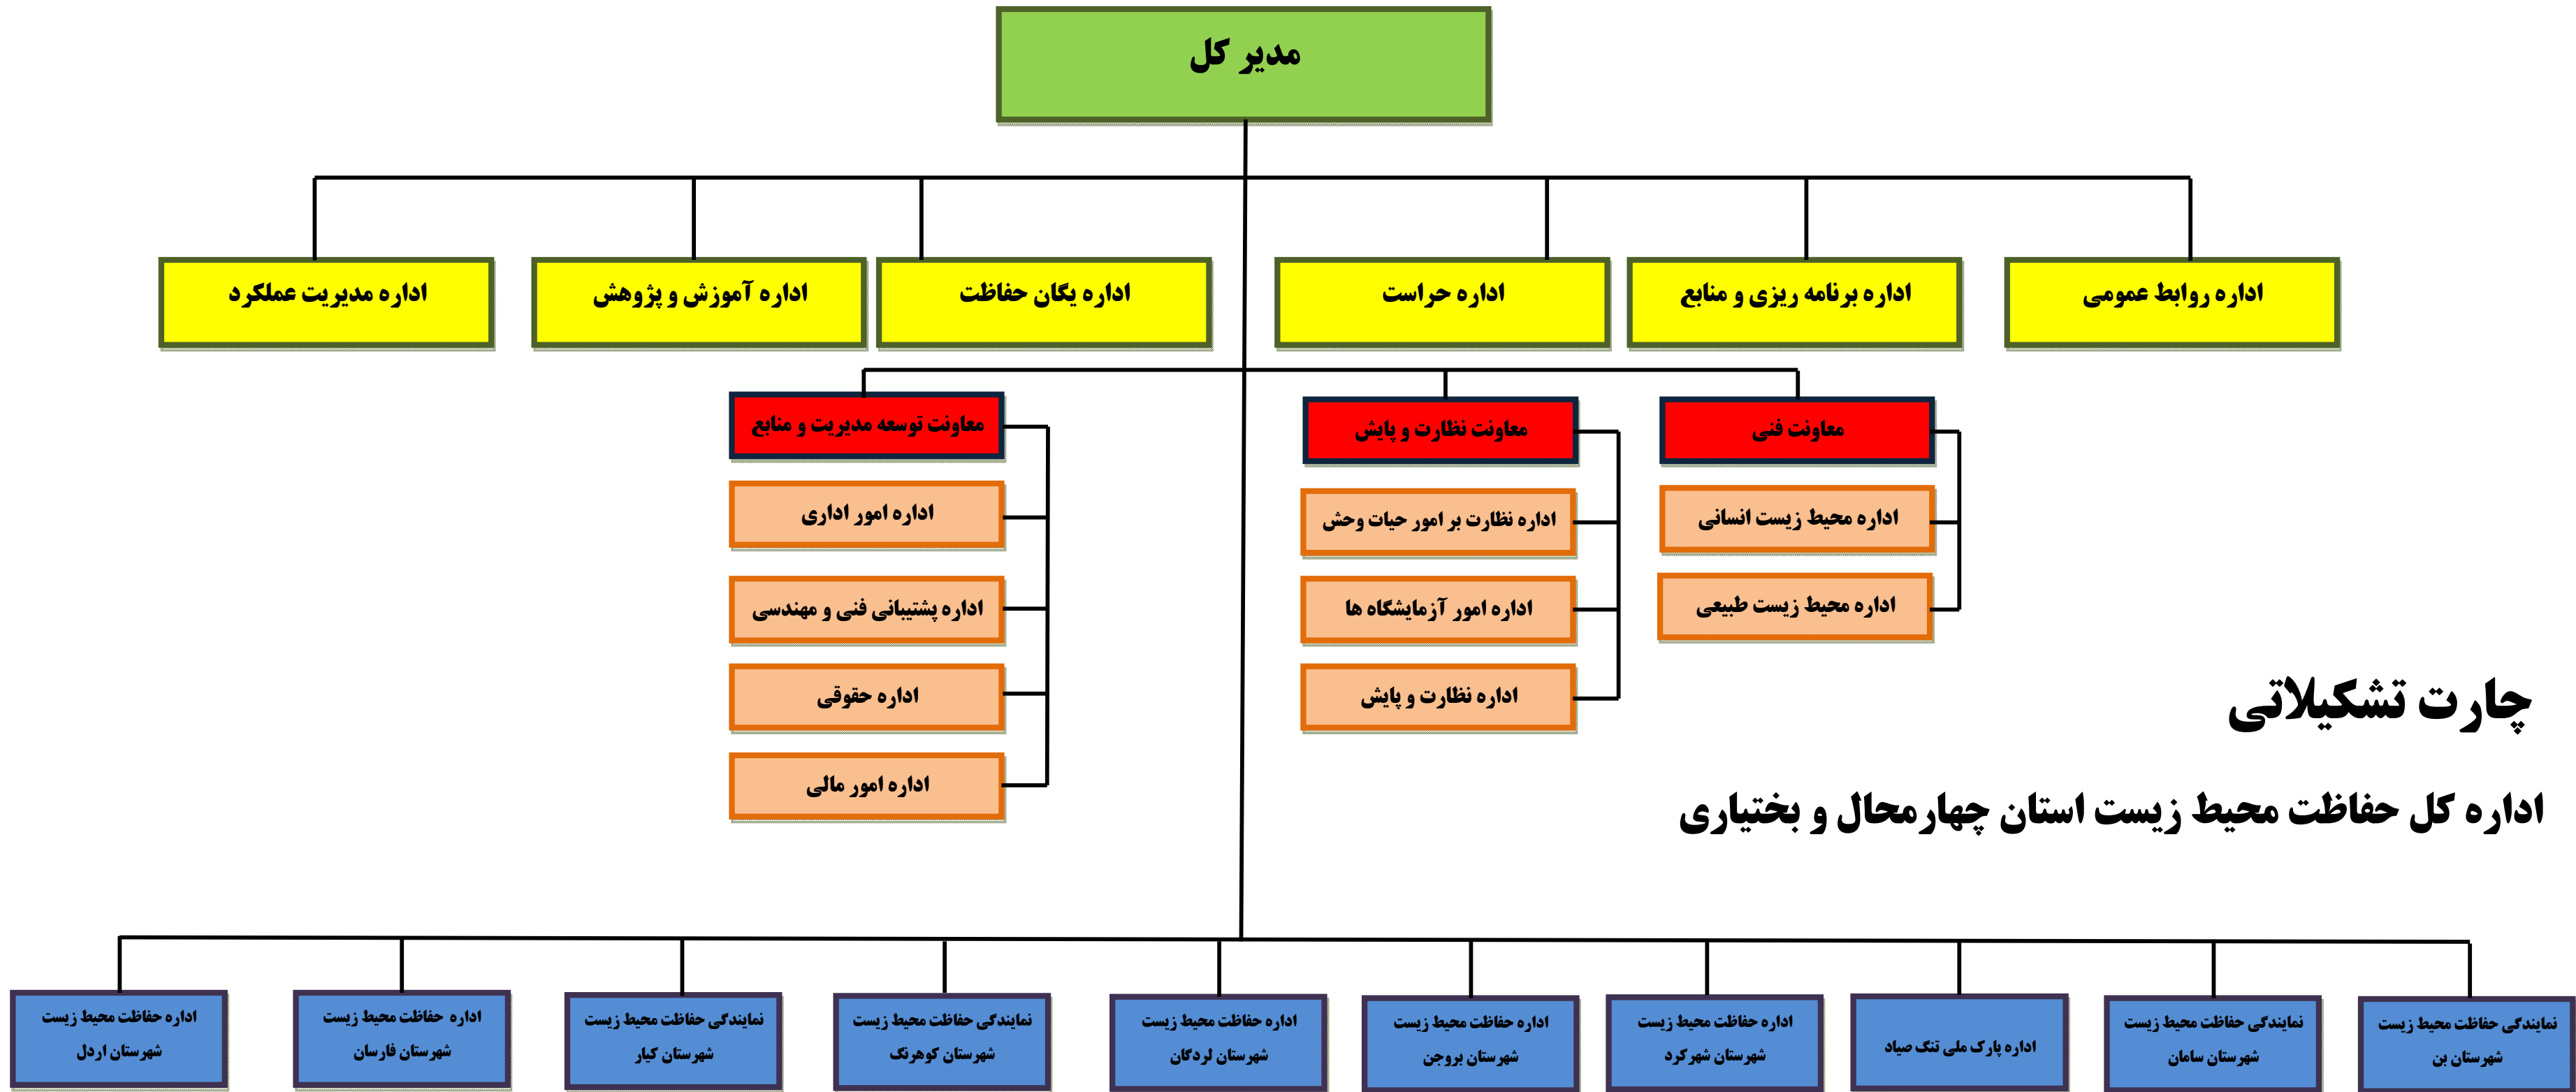 مدیر کل
اداره روابط عمومی
اداره برنامه ریزی و منابع
اداره حراست
اداره یگان حفاظت
اداره آموزش و پژوهش
اداره مدیریت عملکرد
معاونت فنی
اداره محیط زیست انسانی
اداره محیط زیست طبیعی
معاونت نظارت و پایش
اداره نظارت بر امور حیات وحش
اداره امور آزمایشگاه ها
اداره نظارت و پایش
معاونت توسعه مدیریت و منابع
اداره امور اداری
اداره پشتیبانی فنی و مهندسی
اداره حقوقی
اداره امور مالی
چارت تشکیلاتی
اداره کل حفاظت محیط زیست استان چهارمحال و بختیاری
نمایندگی حفاظت محیط زیست
شهرستان بن
نمایندگی حفاظت محیط زیست
شهرستان سامان
اداره پارک ملی تنگ صیاد
اداره حفاظت محیط زیست
شهرستان شهرکرد
اداره حفاظت محیط زیست
شهرستان بروجن
اداره حفاظت محیط زیست
شهرستان لردگان
نمایندگی حفاظت محیط زیست
شهرستان کوهرنگ
نمایندگی حفاظت محیط زیست
شهرستان کیار
اداره حفاظت محیط زیست
شهرستان فارسان
اداره حفاظت محیط زیست
شهرستان اردل